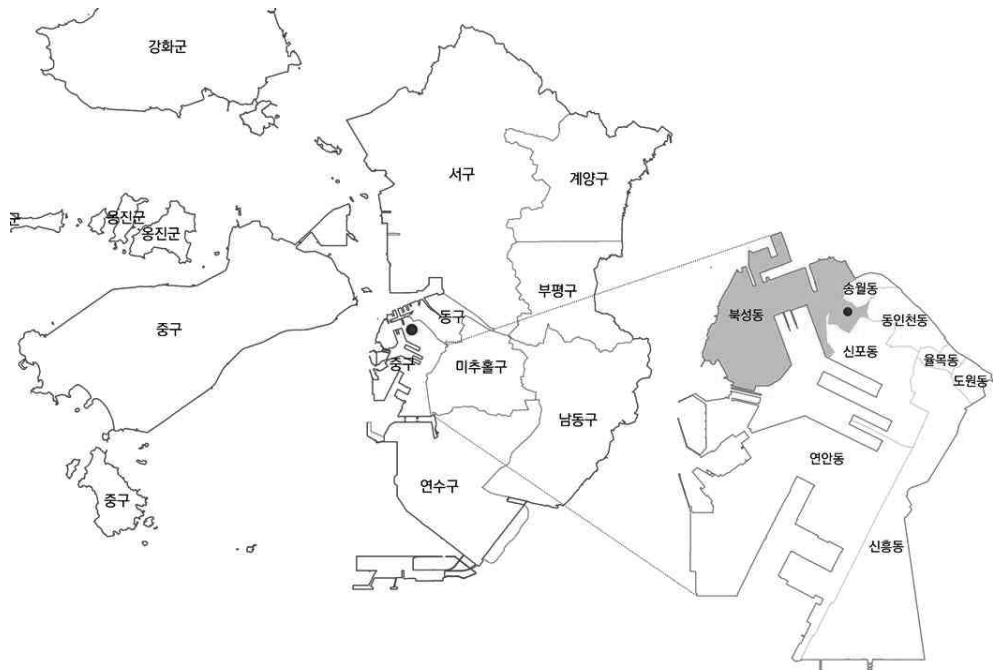 강화군
서구
계양구
군
옹진군
옹진군
부평구
중구
동구
중구
미추홀구
남동구
연수구
중구
북성동
송월동
동인천동
신포동
율목동
도원동
연안동
신흥동